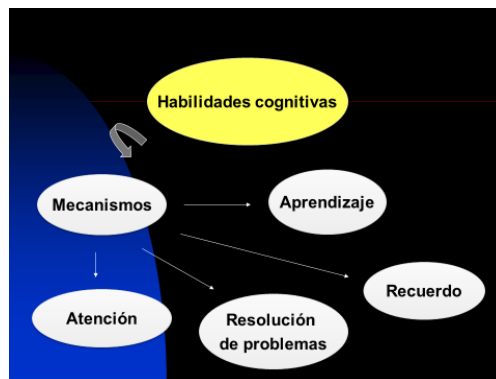 Habilidades cognitivas
Mecanismos
Aprendizaje
Recuerdo
Atención
Resolución
de problemas